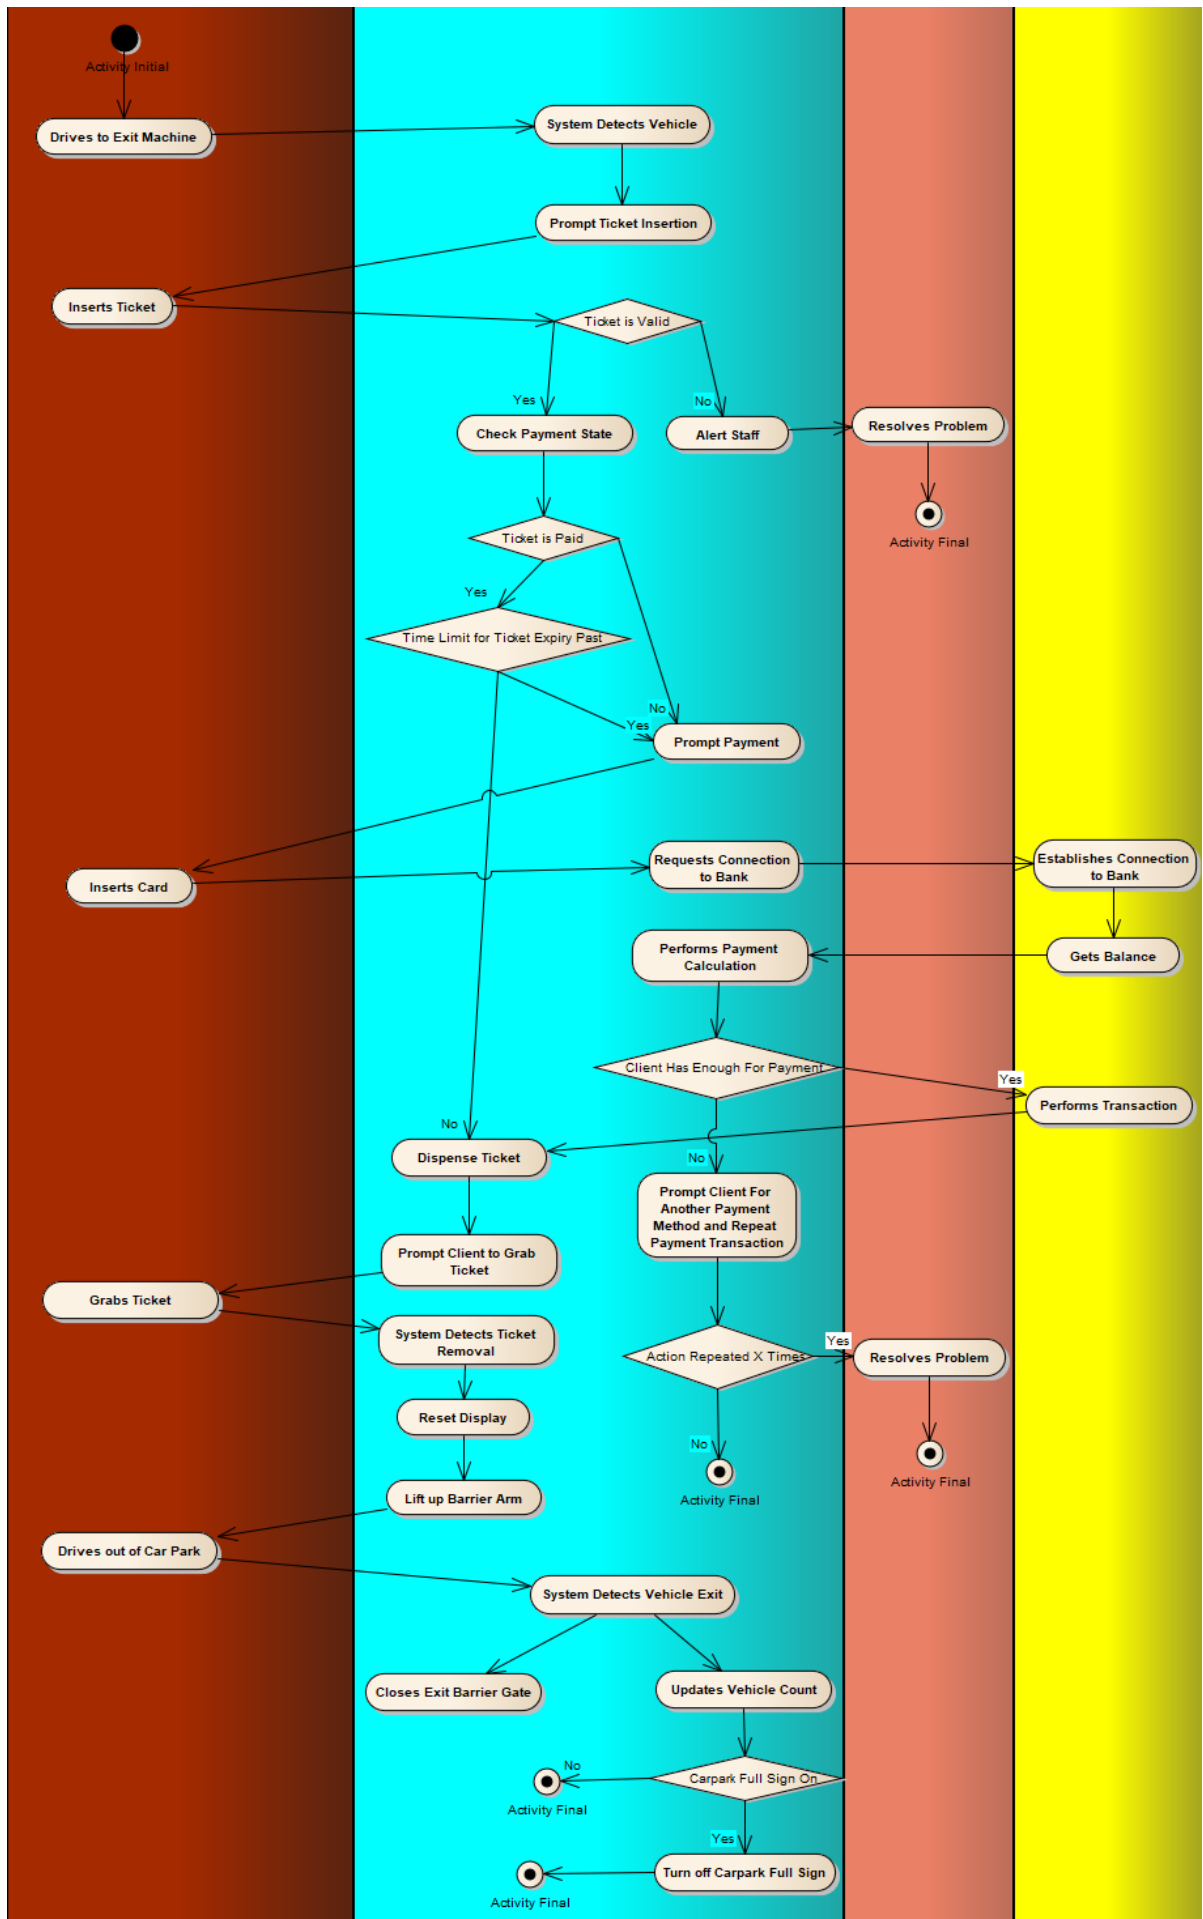 Activity Initial
Drives to Exit Machine
System Detects Vehicle
Prompt Ticket Insertion
Inserts Ticket
Ticket is Valid
Yes
No
Check Payment State
Alert Staff
Resolves Problem
Ticket is Paid
Activity Final
Yes
Time Limit for Ticket Expiry Past
No
Yes
Prompt Payment
Inserts Card
Requests Connection
to Bank
Establishes Connection
to Bank
Performs Payment
Calculation
Gets Balance
Client Has Enough For Payment
Yes
Performs Transaction
No
Dispense Ticket
No
Prompt Client For
Another Payment
Method and Repeat
Payment Transaction
Prompt Client to Grab
Ticket
Grabs Ticket
System Detects Ticket
Removal
Action Repeated X Times
Yes
Resolves Problem
Reset Display
No
Activity Final
Activity Final
Lift up Barrier Arm
Drives out of Car Park
System Detects Vehicle Exit
Closes Exit Barrier Gate
Updates Vehicle Count
No
Carpark Full Sign On
Activity Final
Yes
Turn off Carpark Full Sign
Activity Final